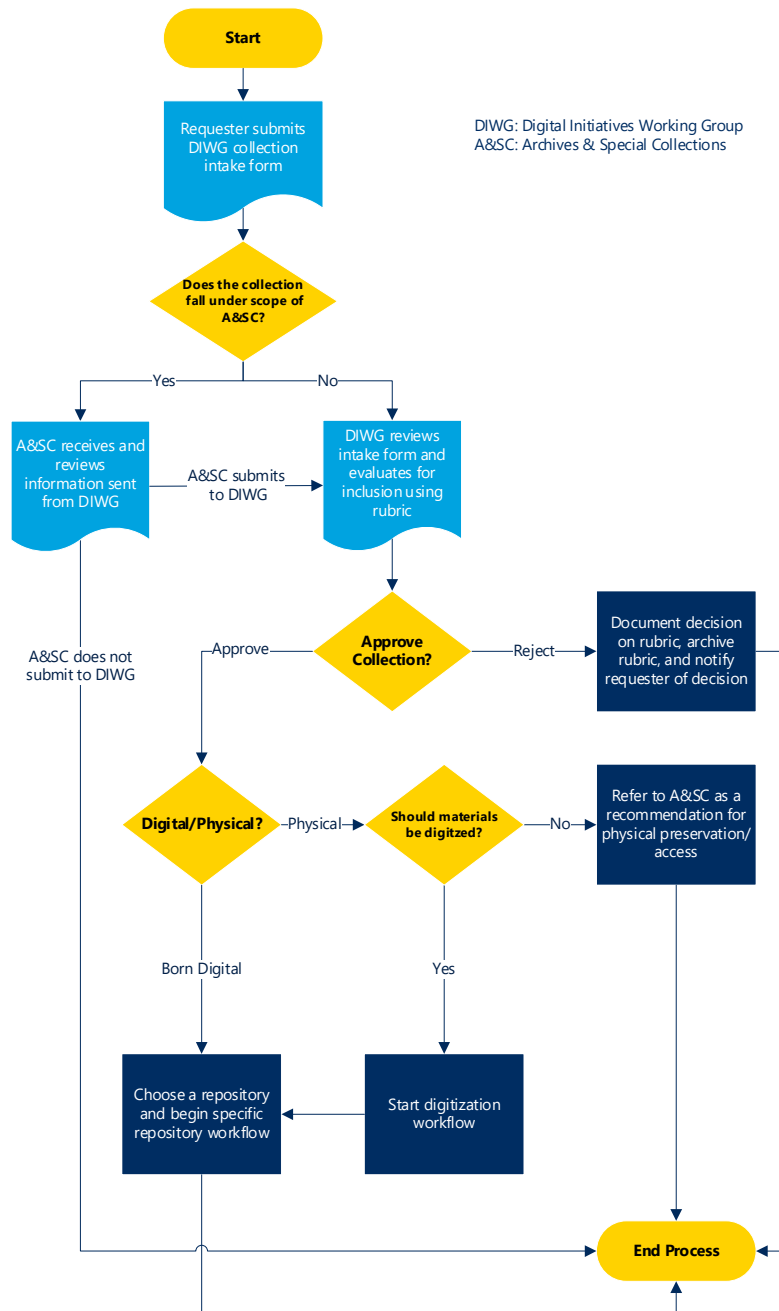 Start
Requester submits
DIWG collection
intake form
DIWG: Digital Initiatives Working Group
A&SC: Archives & Special Collections
Does the collection
fall under scope of
A&SC?
Yes
No
A&SC receives and
reviews
information sent
from DIWG
A&SC submits
to DIWG
DIWG reviews
intake form and
evaluates for
inclusion using
rubric
A&SC does not
submit to DIWG
Approve
Approve
Collection?
Reject
Document decision
on rubric, archive
rubric, and notify
requester of decision
Digital/Physical?
Physical
Should materials
be digitzed?
No
Refer to A&SC as a
recommendation for
physical preservation/
access
Born Digital
Yes
Choose a repository
and begin specific
repository workflow
Start digitization
workflow
End Process